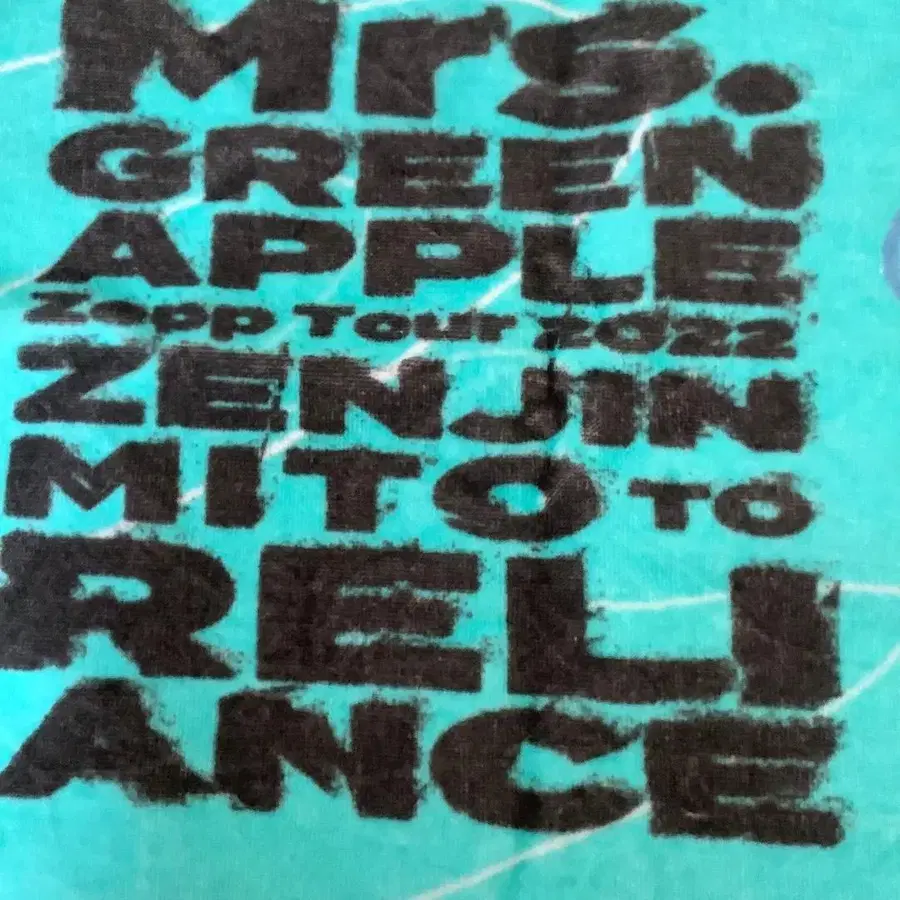 Mrs.
GREEN
APPLE
Zepp Tour 2022
ZENJIN
MITO TO
RELI
ANCE